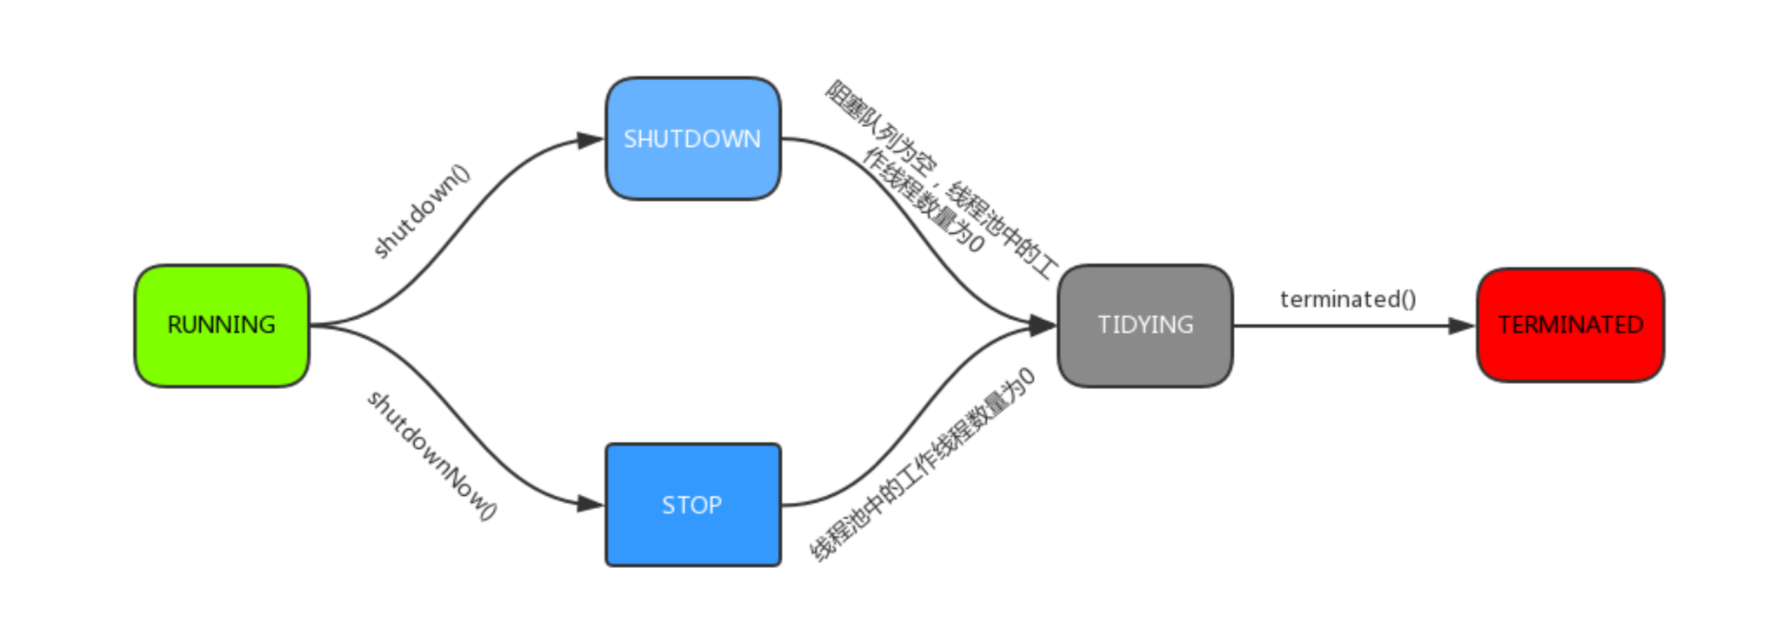 SHUTDOWN
阻塞队列为空，线程池中的工
作线程数量为0
shutdown()
RUNNING
TIDYING
terminated()
TERMINATED
shutdownNow()
线程池中的工作线程数量为0
STOP